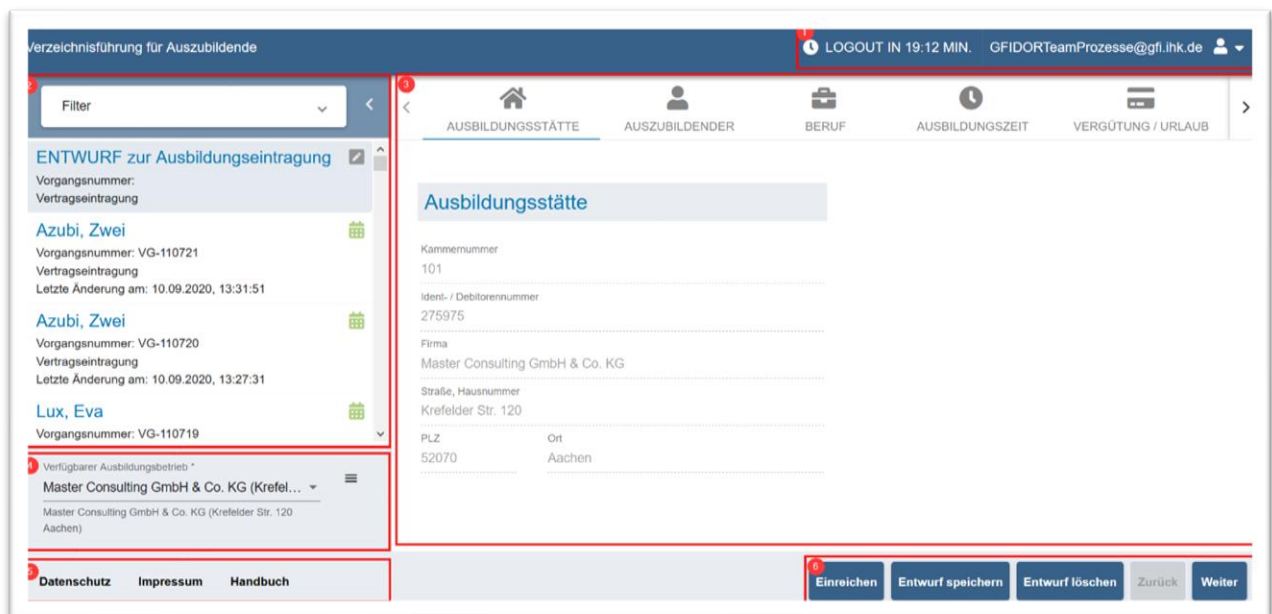 Verzeichnisführung für Auszubildende
1
LOGOUT IN 19:12 MIN. GFIDORTeamProzesse@gfi.ihk.de
2
Filter
ENTWURF zur Ausbildungseintragung
Vorgangsnummer:
Vertragseintragung
Azubi, Zwei
Vorgangsnummer: VG-110721
Vertragseintragung
Letzte Änderung am: 10.09.2020, 13:31:51
Azubi, Zwei
Vorgangsnummer: VG-110720
Vertragseintragung
Letzte Änderung am: 10.09.2020, 13:27:31
Lux, Eva
Vorgangsnummer: VG-110719
3
AUSBILDUNGSSTÄTTE AUSZUBILDENDER BERUF AUSBILDUNGSZEIT VERGÜTUNG / URLAUB
Ausbildungsstätte
Kammernummer
101
Ident- / Debitorennummer
275975
Firma
Master Consulting GmbH & Co. KG
Straße, Hausnummer
Krefelder Str. 120
PLZ Ort
52070 Aachen
4
Verfügbarer Ausbildungsbetrieb *
Master Consulting GmbH & Co. KG (Krefel...
Master Consulting GmbH & Co. KG (Krefelder Str. 120
Aachen)
5
Datenschutz Impressum Handbuch
6
Einreichen Entwurf speichern Entwurf löschen Zurück Weiter